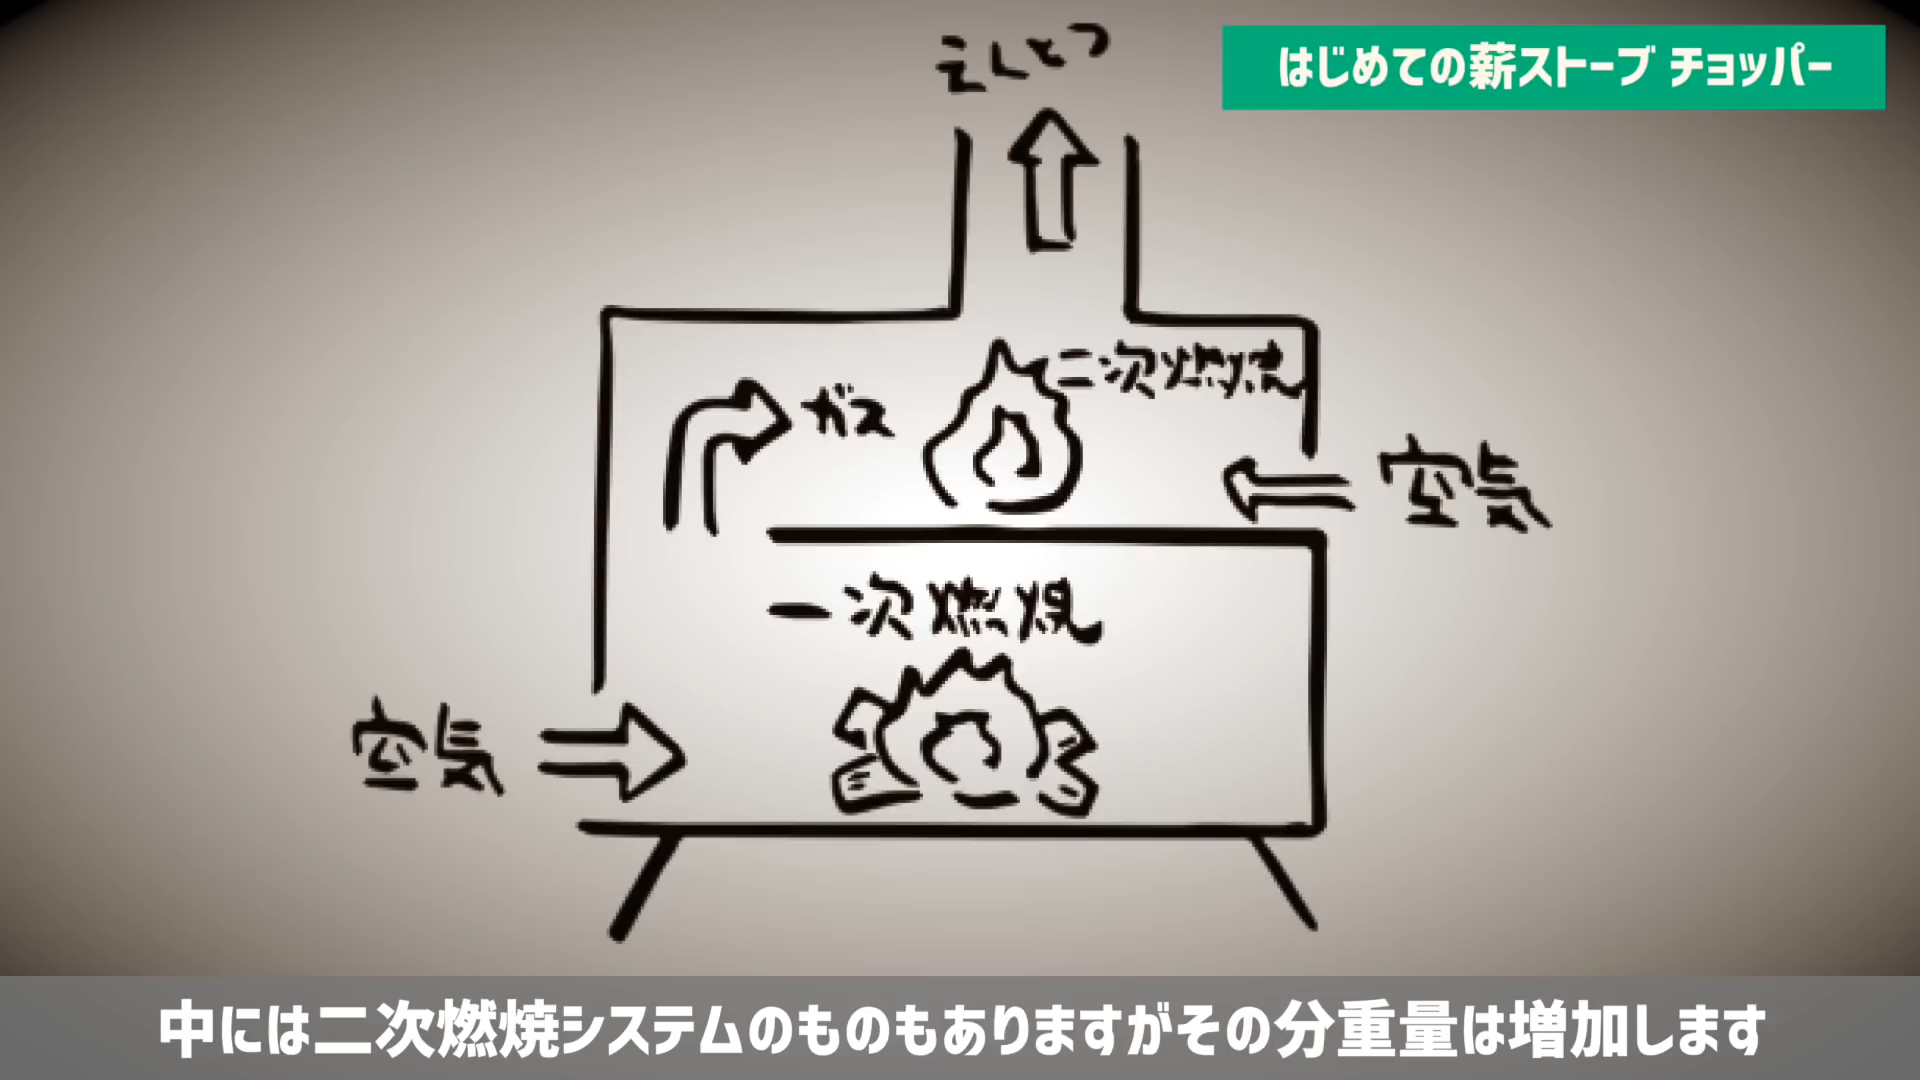 えんとつ
はじめての薪ストーブ チョッパー
二次燃焼
ガス
空気
一次燃焼
空気
中には二次燃焼システムのものもありますがその分重量は増加します